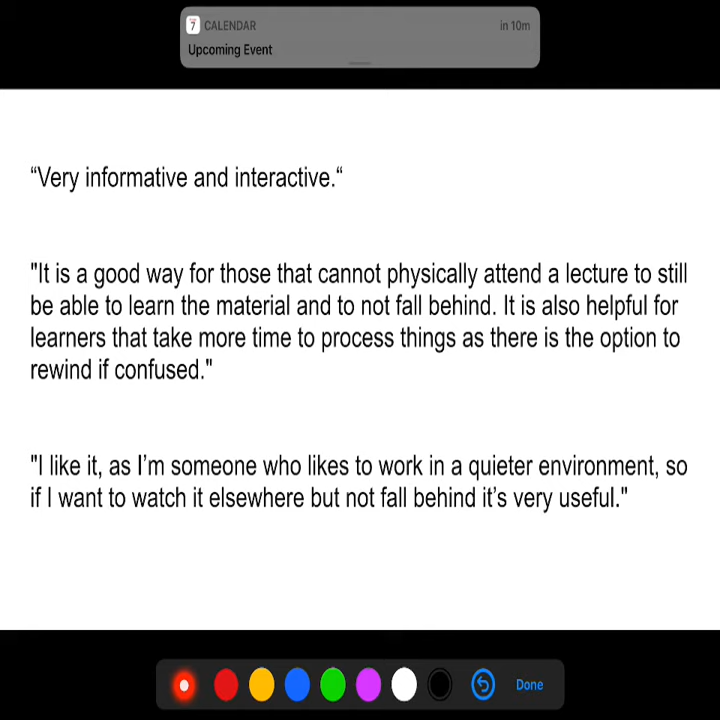 7 CALENDAR in 10m
Upcoming Event
“Very informative and interactive.“
"It is a good way for those that cannot physically attend a lecture to still
be able to learn the material and to not fall behind. It is also helpful for
learners that take more time to process things as there is the option to
rewind if confused."
"I like it, as I’m someone who likes to work in a quieter environment, so
if I want to watch it elsewhere but not fall behind it’s very useful."
Done